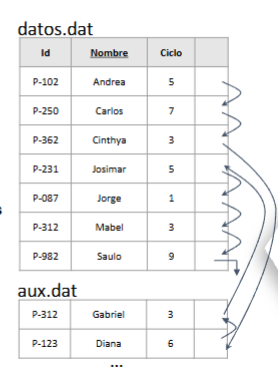 datos.dat
Id Nombre Ciclo
P-102 Andrea 5
P-250 Carlos 7
P-362 Cinthya 3
P-231 Josimar 5
P-087 Jorge 1
P-312 Mabel 3
P-982 Saulo 9
aux.dat
P-312 Gabriel 3
P-123 Diana 6
...